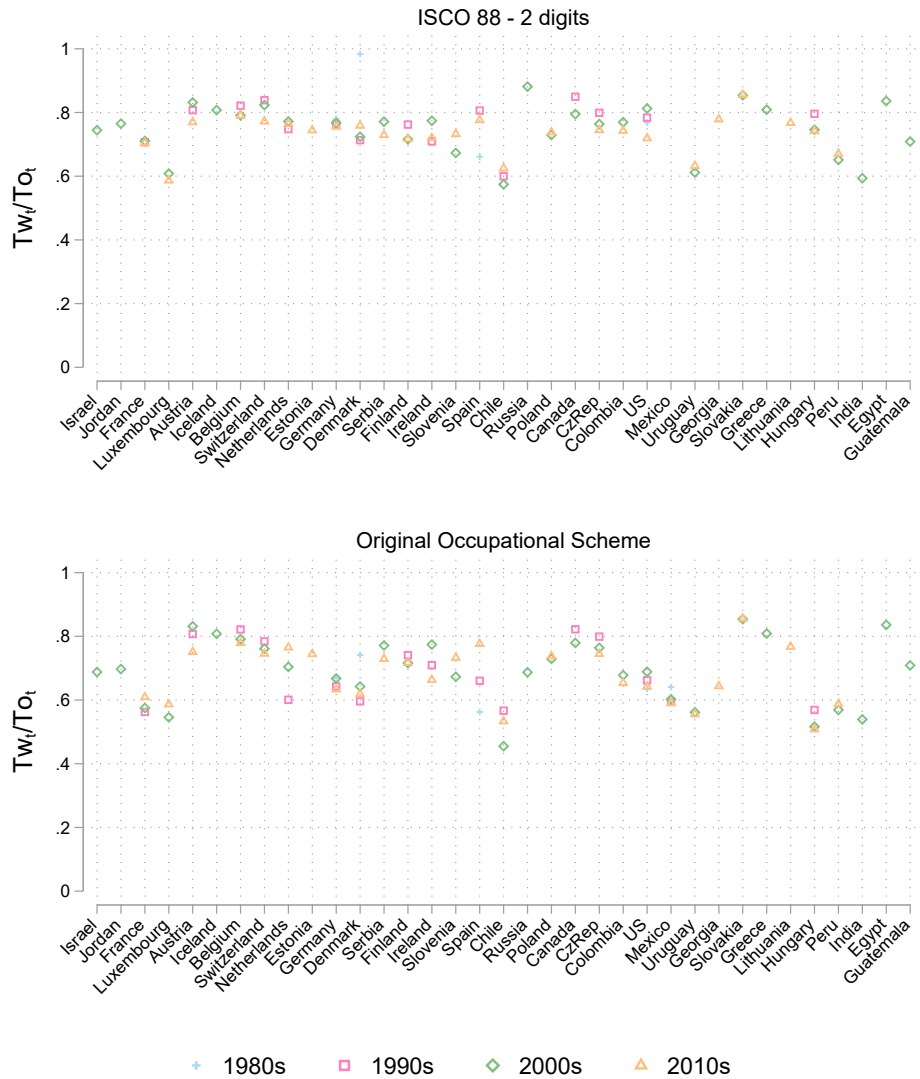 ISCO 88 - 2 digits
1
.8
.6
.4
.2
0
Twₜ/Toₜ
Israel
Jordan
France
Luxembourg
Austria
Iceland
Belgium
Switzerland
Netherlands
Estonia
Germany
Denmark
Serbia
Finland
Ireland
Slovenia
Spain
Chile
Russia
Poland
Canada
CzRep
Colombia
US
Mexico
Uruguay
Georgia
Slovakia
Greece
Lithuania
Hungary
Peru
India
Egypt
Guatemala
Original Occupational Scheme
1
.8
.6
.4
.2
0
Twₜ/Toₜ
Israel
Jordan
France
Luxembourg
Austria
Iceland
Belgium
Switzerland
Netherlands
Estonia
Germany
Denmark
Serbia
Finland
Ireland
Slovenia
Spain
Chile
Russia
Poland
Canada
CzRep
Colombia
US
Mexico
Uruguay
Georgia
Slovakia
Greece
Lithuania
Hungary
Peru
India
Egypt
Guatemala
1980s 1990s 2000s 2010s